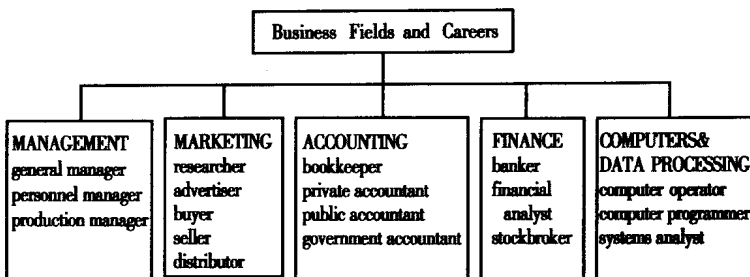 Business Fields and Careers
MANAGEMENT
general manager
personnel manager
production manager
MARKETING
researcher
advertiser
buyer
seller
distributor
ACCOUNTING
bookkeeper
private accountant
public accountant
government accountant
FINANCE
banker
financial
analyst
stockbroker
COMPUTERS&
DATA PROCESSING
computer operator
computer programmer
systems analyst